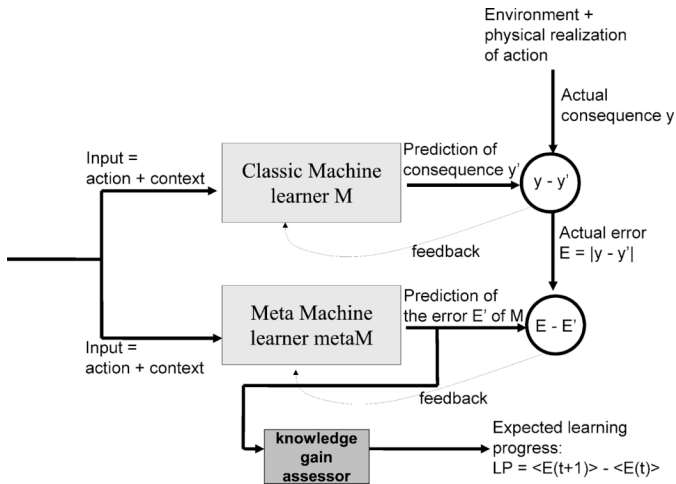 Environment +
physical realization
of action
Actual
consequence y
Input =
action + context
Classic Machine
learner M
Prediction of
consequence y'
y - y'
feedback
Actual error
E = |y - y'|
Meta Machine
learner metaM
Prediction of
the error E' of M
E - E'
Input =
action + context
feedback
knowledge
gain
assessor
Expected learning
progress:
LP = <E(t+1)> - <E(t)>